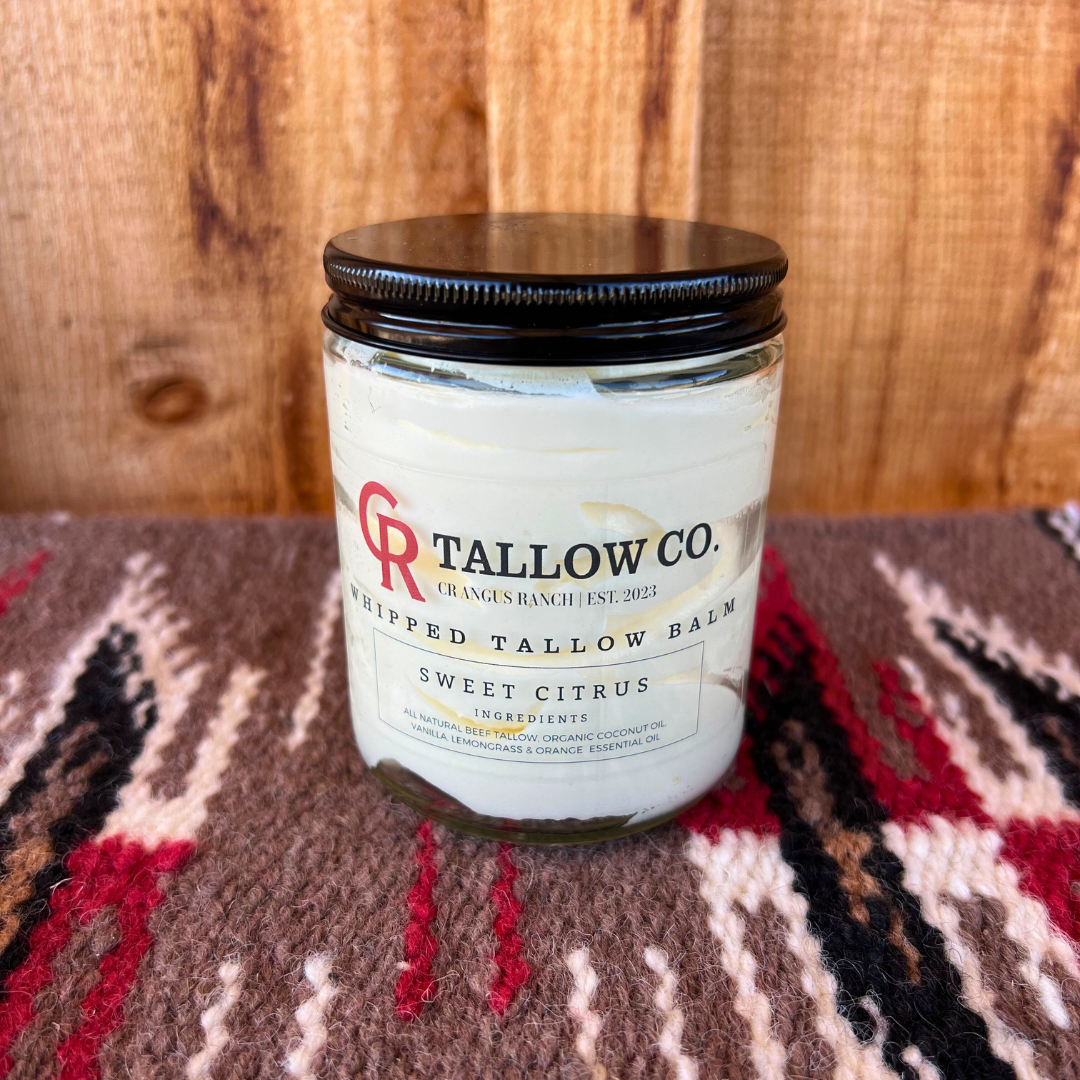 CR
TALLOW CO.
CR ANGUS RANCH | EST. 2023
WHIPPED TALLOW BALM
SWEET CITRUS
INGREDIENTS
ALL NATURAL BEEF TALLOW, ORGANIC COCONUT OIL,
VANILLA, LEMONGRASS & ORANGE ESSENTIAL OIL